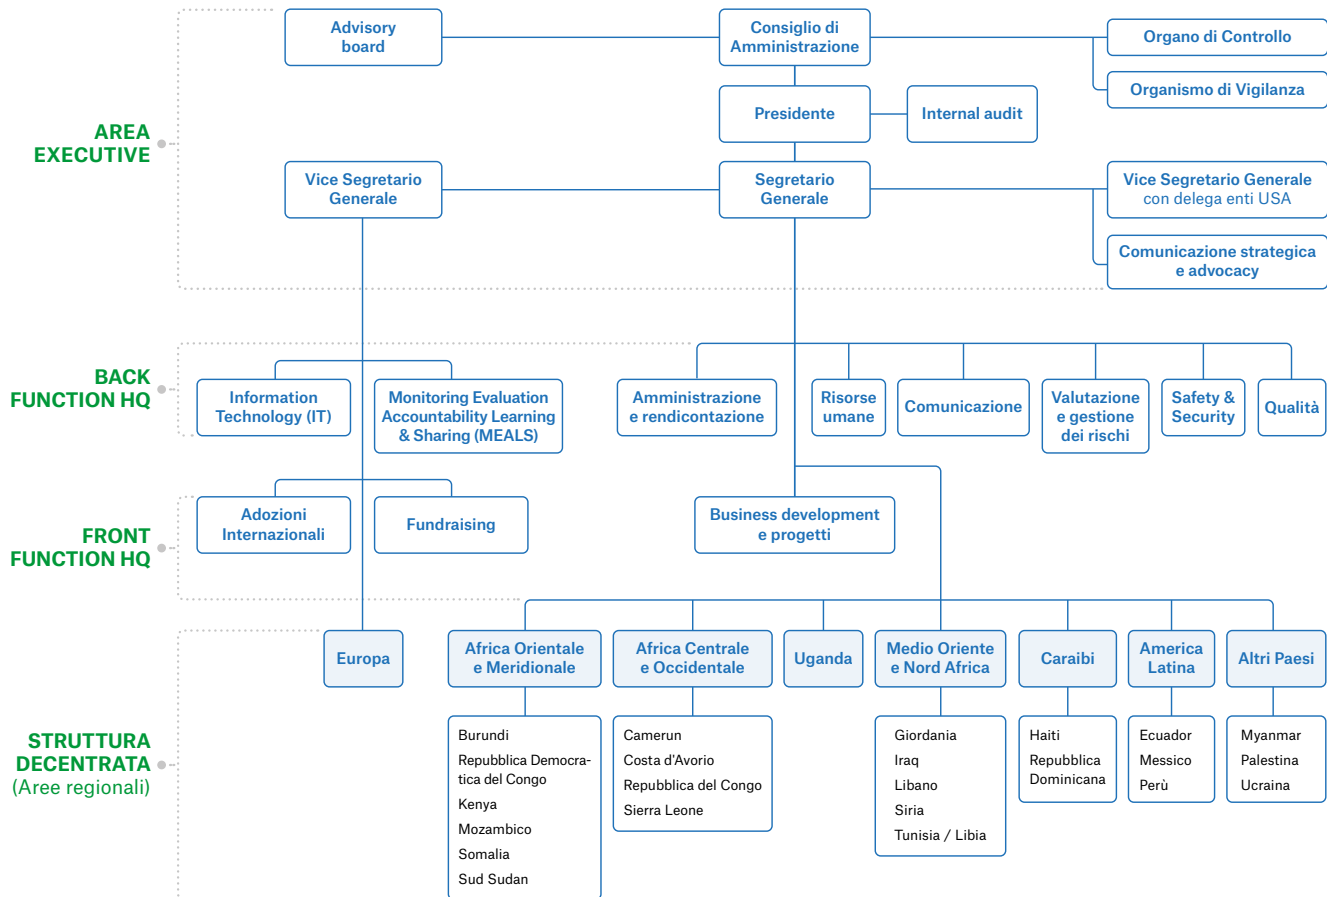 Advisory
board
Consiglio di
Amministrazione
Organo di Controllo
Organismo di Vigilanza
Presidente
Internal audit
AREA
EXECUTIVE
Vice Segretario
Generale
Segretario
Generale
Vice Segretario Generale
con delega enti USA
Comunicazione strategica
e advocacy
BACK
FUNCTION HQ
Information
Technology (IT)
Monitoring Evaluation
Accountability Learning
& Sharing (MEALS)
Amministrazione
e rendicontazione
Risorse
umane
Comunicazione
Valutazione
e gestione
dei rischi
Safety &
Security
Qualità
FRONT
FUNCTION HQ
Adozioni
Internazionali
Fundraising
Business development
e progetti
STRUTTURA
DECENTRATA
(Aree regionali)
Europa
Africa Orientale
e Meridionale
Africa Centrale
e Occidentale
Uganda
Medio Oriente
e Nord Africa
Caraibi
America
Latina
Altri Paesi
Burundi
Repubblica Democra-
tica del Congo
Kenya
Mozambico
Somalia
Sud Sudan
Camerun
Costa d'Avorio
Repubblica del Congo
Sierra Leone
Giordania
Iraq
Libano
Siria
Tunisia / Libia
Haiti
Repubblica
Dominicana
Ecuador
Messico
Perù
Myanmar
Palestina
Ucraina